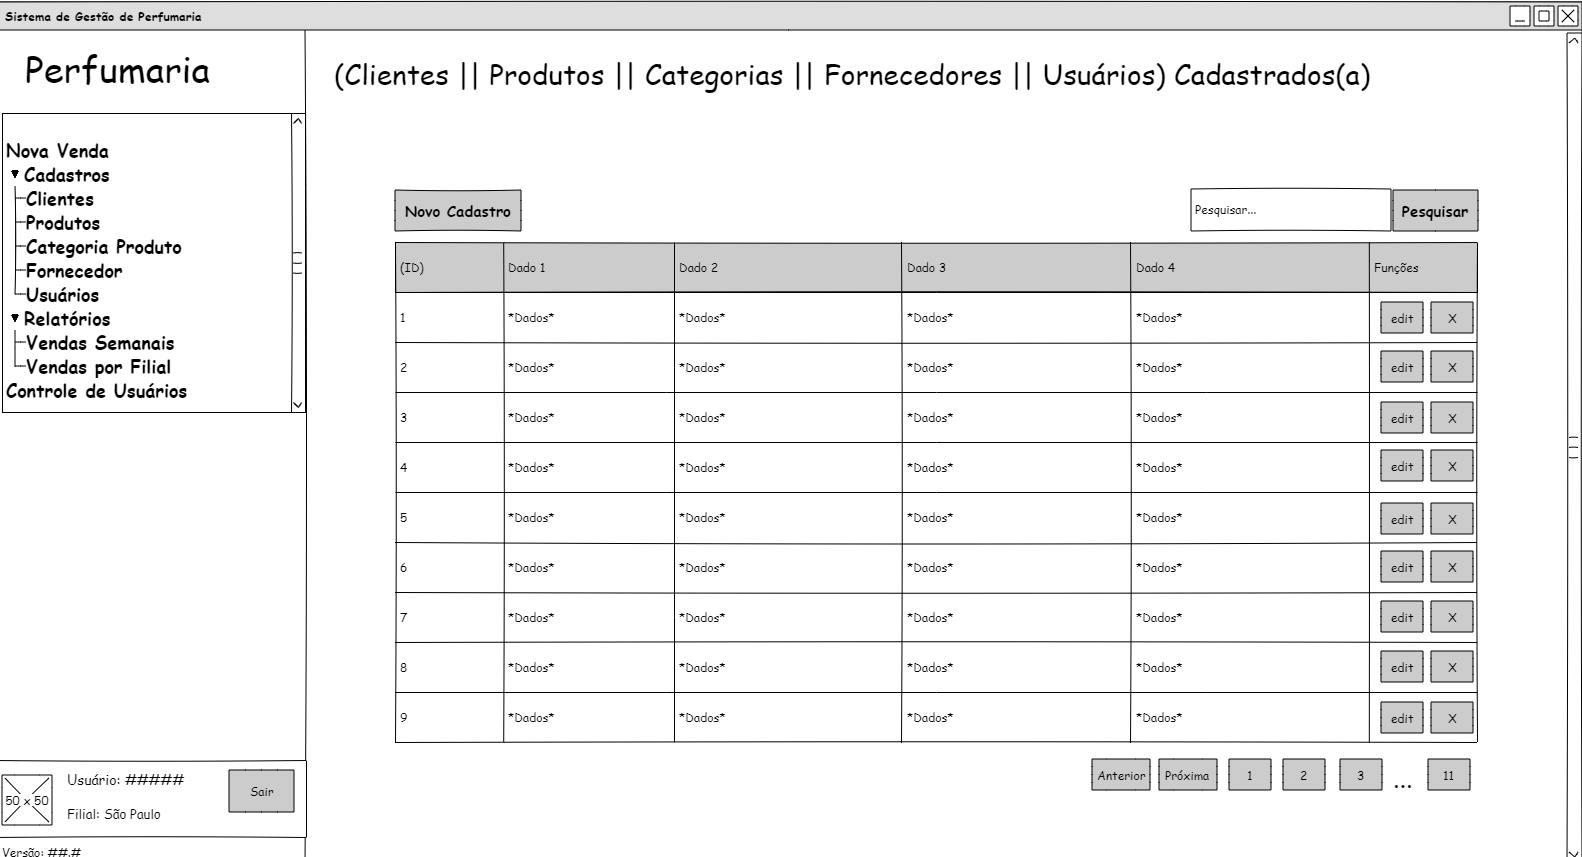 Sistema de Gestão de Perfumaria
Perfumaria
(Clientes || Produtos || Categorias || Fornecedores || Usuários) Cadastrados(a)
Nova Venda
Cadastros
Clientes
Produtos
Categoria Produto
Fornecedor
Usuários
Relatórios
Vendas Semanais
Vendas por Filial
Controle de Usuários
Novo Cadastro
Pesquisar...
Pesquisar
(ID) Dado 1 Dado 2 Dado 3 Dado 4 Funções
1 *Dados* *Dados* *Dados* *Dados* edit X
2 *Dados* *Dados* *Dados* *Dados* edit X
3 *Dados* *Dados* *Dados* *Dados* edit X
4 *Dados* *Dados* *Dados* *Dados* edit X
5 *Dados* *Dados* *Dados* *Dados* edit X
6 *Dados* *Dados* *Dados* *Dados* edit X
7 *Dados* *Dados* *Dados* *Dados* edit X
8 *Dados* *Dados* *Dados* *Dados* edit X
9 *Dados* *Dados* *Dados* *Dados* edit X
Anterior Próxima 1 2 3 ... 11
50 x 50
Usuário: #####
Filial: São Paulo
Sair
Versão: ##.#